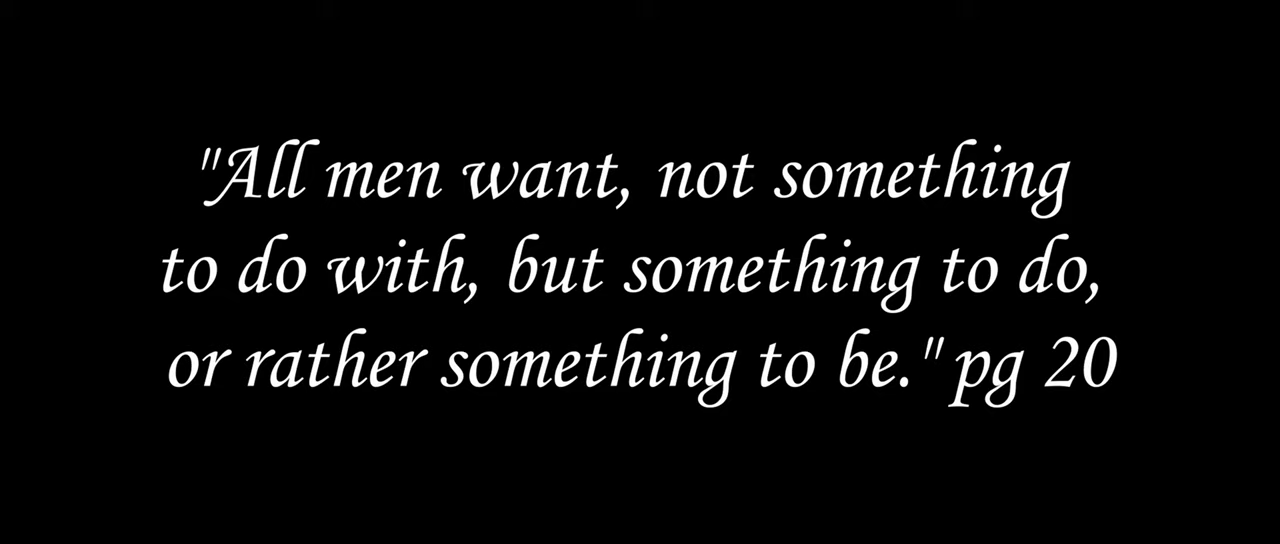 "All men want, not something
to do with, but something to do,
or rather something to be." pg 20